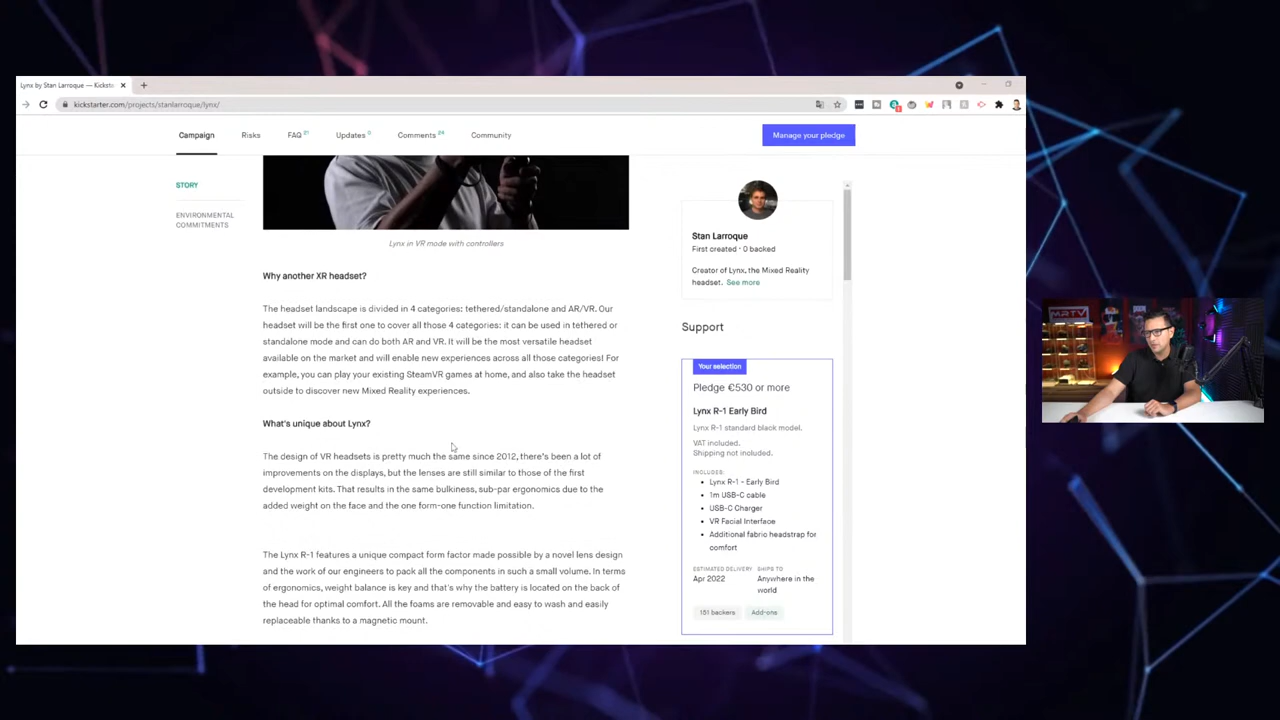 Lynx by Stan Larroque — Kicksta
kickstarter.com/projects/stanlarroque/lynx/
Campaign
Risks
FAQ 21
Updates 0
Comments 24
Community
Manage your pledge
STORY
ENVIRONMENTAL
COMMITMENTS
Lynx in VR mode with controllers
Why another XR headset?
The headset landscape is divided in 4 categories: tethered/standalone and AR/VR. Our
headset will be the first one to cover all those 4 categories: it can be used in tethered or
standalone mode and can do both AR and VR. It will be the most versatile headset
available on the market and will enable new experiences across all those categories! For
example, you can play your existing SteamVR games at home, and also take the headset
outside to discover new Mixed Reality experiences.
What's unique about Lynx?
The design of VR headsets is pretty much the same since 2012, there's been a lot of
improvements on the displays, but the lenses are still similar to those of the first
development kits. That results in the same bulkiness, sub-par ergonomics due to the
added weight on the face and the one form-one function limitation.
The Lynx R-1 features a unique compact form factor made possible by a novel lens design
and the work of our engineers to pack all the components in such a small volume. In terms
of ergonomics, weight balance is key and that's why the battery is located on the back of
the head for optimal comfort. All the foams are removable and easy to wash and easily
replaceable thanks to a magnetic mount.
Stan Larroque
First created · 0 backed
Creator of Lynx, the Mixed Reality
headset. See more
Support
Your selection
Pledge €530 or more
Lynx R-1 Early Bird
Lynx R-1 standard black model.
VAT included.
Shipping not included.
INCLUDES:
• Lynx R-1 - Early Bird
• 1m USB-C cable
• USB-C Charger
• VR Facial Interface
• Additional fabric headstrap for
comfort
ESTIMATED DELIVERY
SHIPS TO
Apr 2022
Anywhere in the
world
151 backers
Add-ons
MRTV